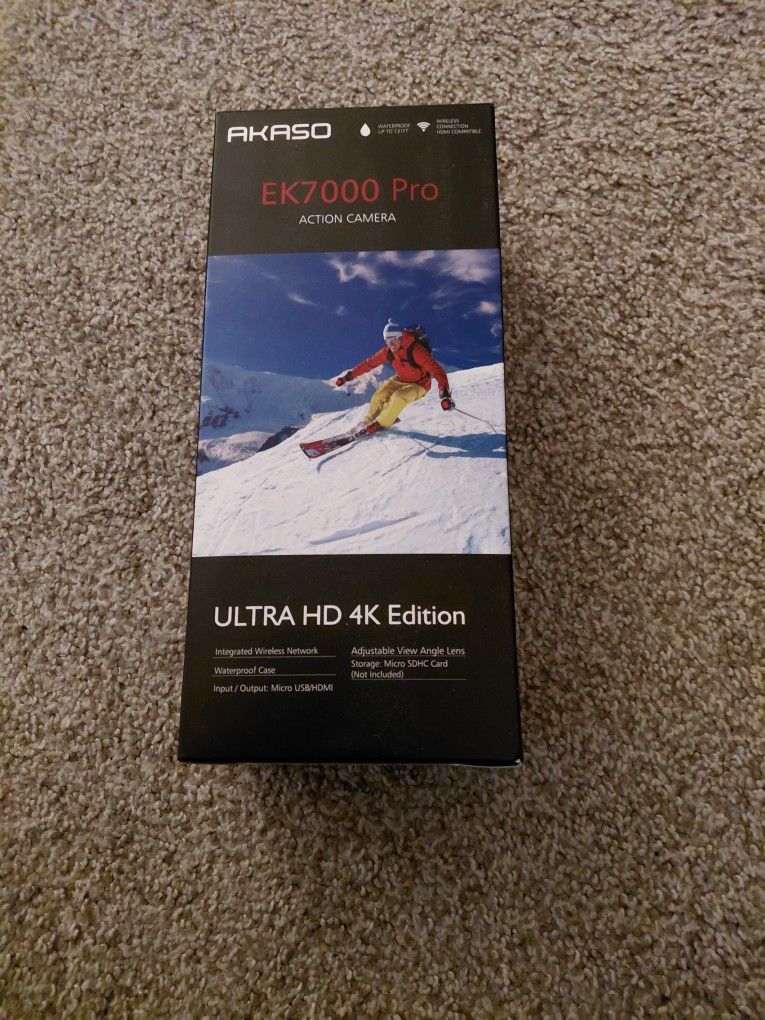 AKASO
WATERPROOF
UP TO 131FT
WIRELESS
CONNECTION
HDMI COMPATIBLE
EK7000 Pro
ACTION CAMERA
ULTRA HD 4K Edition
Integrated Wireless Network
Waterproof Case
Input / Output: Micro USB/HDMI
Adjustable View Angle Lens
Storage: Micro SDHC Card
(Not Included)